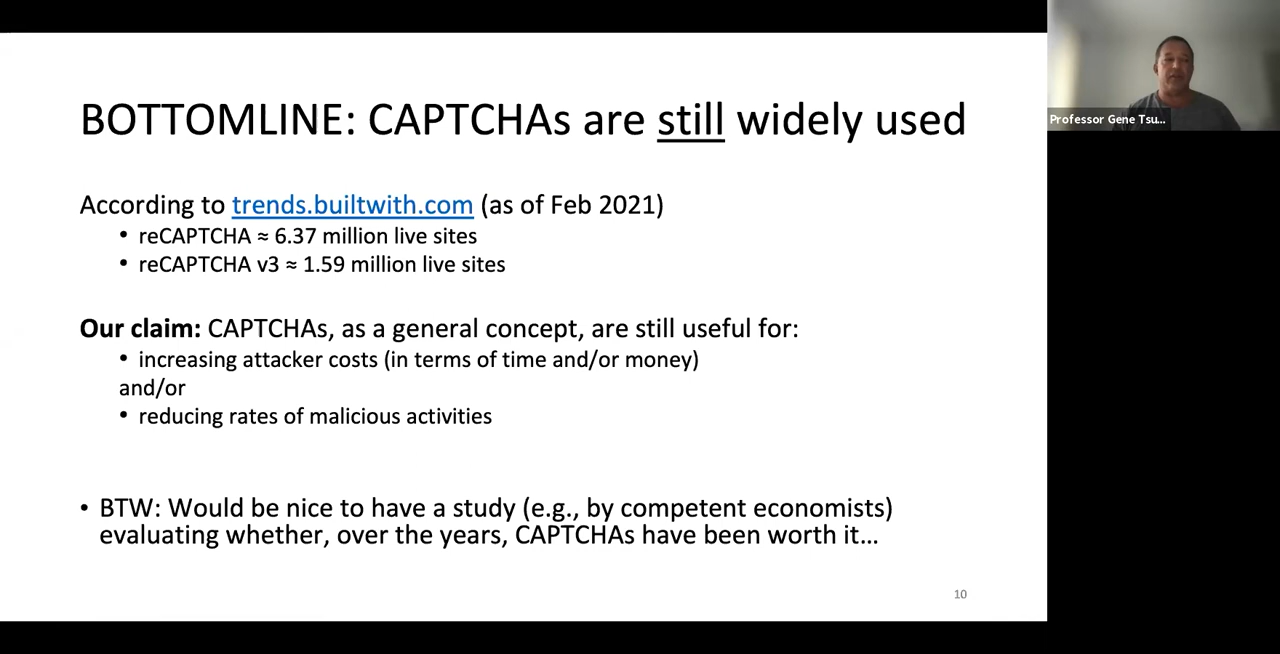 BOTTOMLINE: CAPTCHAs are still widely used
According to trends.builtwith.com (as of Feb 2021)
• reCAPTCHA ≈ 6.37 million live sites
• reCAPTCHA v3 ≈ 1.59 million live sites
Our claim: CAPTCHAs, as a general concept, are still useful for:
• increasing attacker costs (in terms of time and/or money)
and/or
• reducing rates of malicious activities
• BTW: Would be nice to have a study (e.g., by competent economists)
evaluating whether, over the years, CAPTCHAs have been worth it...
10
Professor Gene Tsu...